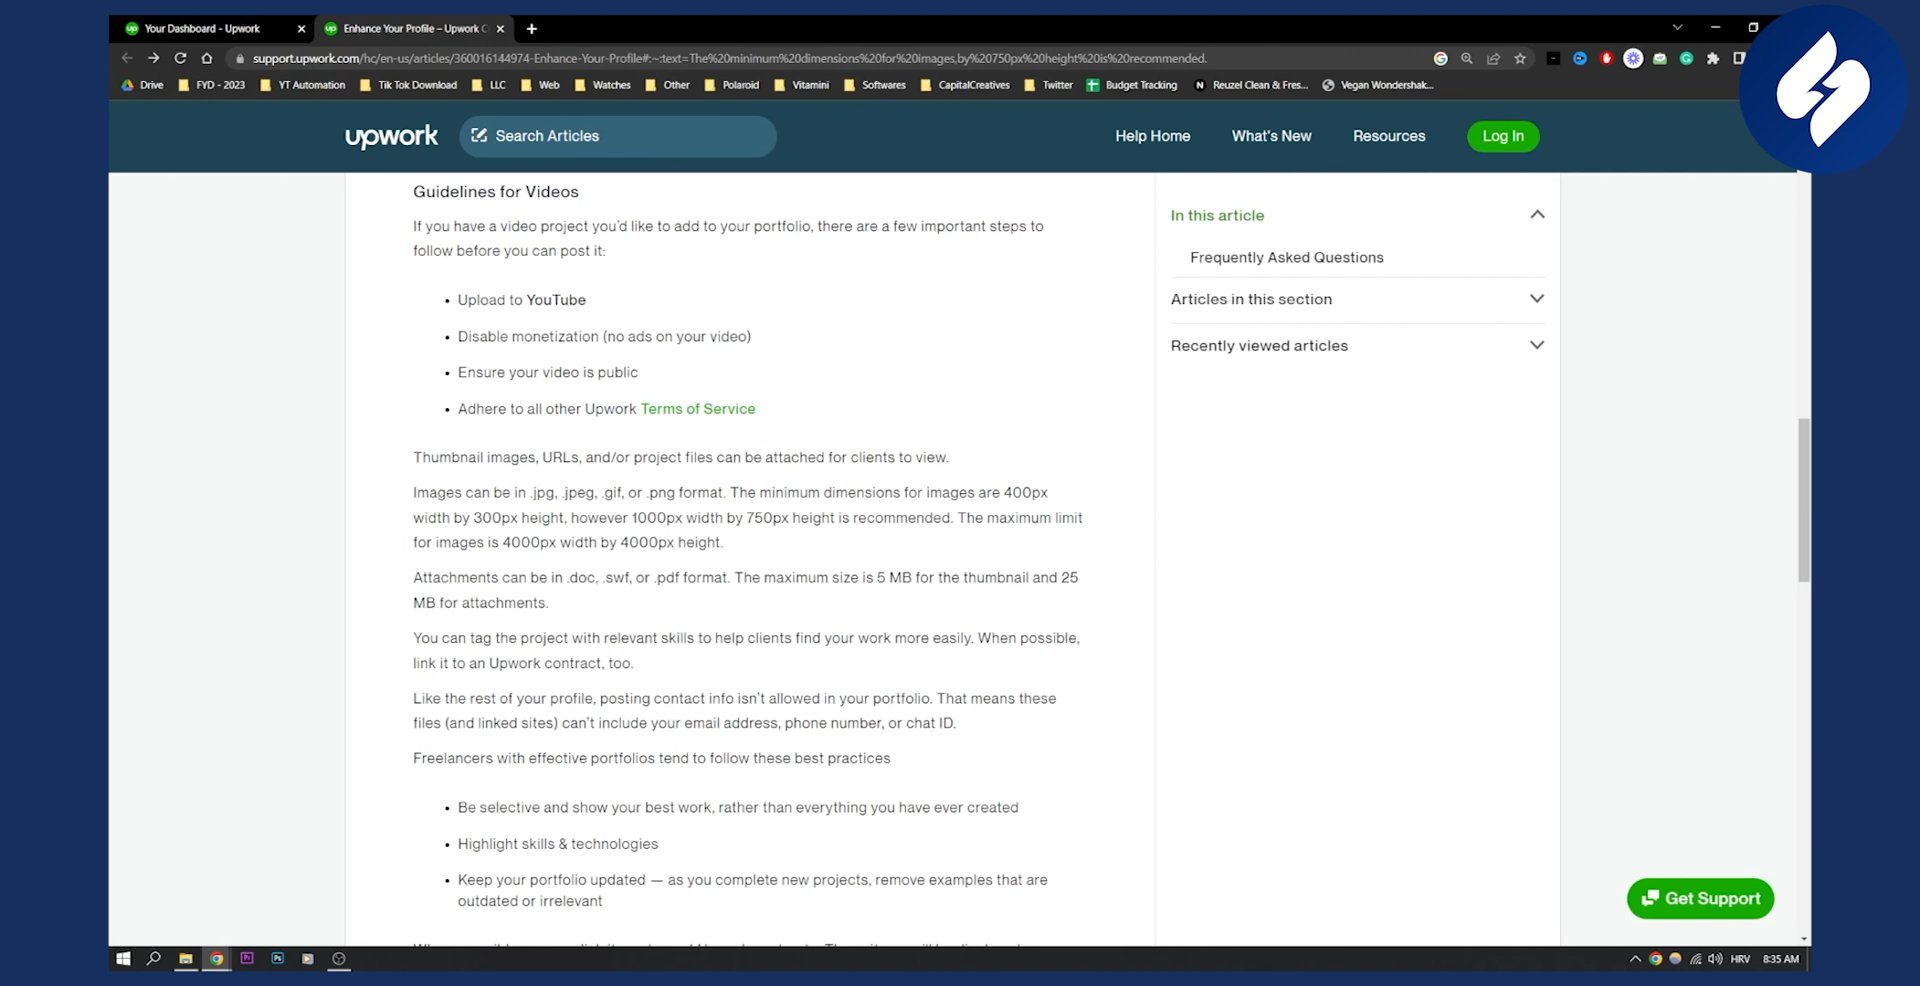 Your Dashboard - Upwork
Enhance Your Profile – Upwork C
support.upwork.com/hc/en-us/articles/360016144974-Enhance-Your-Profile#:~:text=The%20minimum%20dimensions%20for%20images,by%20750px%20height%20is%20recommended.
Drive FYD - 2023 YT Automation Tik Tok Download LLC Web Watches Other Polaroid Vitamini Softwares CapitalCreatives Twitter Budget Tracking Reuzel Clean & Fres... Vegan Wondershak...
upwork Search Articles Help Home What's New Resources Log In
Guidelines for Videos
If you have a video project you'd like to add to your portfolio, there are a few important steps to
follow before you can post it:
• Upload to YouTube
• Disable monetization (no ads on your video)
• Ensure your video is public
• Adhere to all other Upwork Terms of Service
Thumbnail images, URLs, and/or project files can be attached for clients to view.
Images can be in .jpg, .jpeg, .gif, or .png format. The minimum dimensions for images are 400px
width by 300px height, however 1000px width by 750px height is recommended. The maximum limit
for images is 4000px width by 4000px height.
Attachments can be in .doc, .swf, or .pdf format. The maximum size is 5 MB for the thumbnail and 25
MB for attachments.
You can tag the project with relevant skills to help clients find your work more easily. When possible,
link it to an Upwork contract, too.
Like the rest of your profile, posting contact info isn't allowed in your portfolio. That means these
files (and linked sites) can't include your email address, phone number, or chat ID.
Freelancers with effective portfolios tend to follow these best practices
• Be selective and show your best work, rather than everything you have ever created
• Highlight skills & technologies
• Keep your portfolio updated — as you complete new projects, remove examples that are
outdated or irrelevant
In this article
Frequently Asked Questions
Articles in this section
Recently viewed articles
Get Support
HRV 8:35 AM